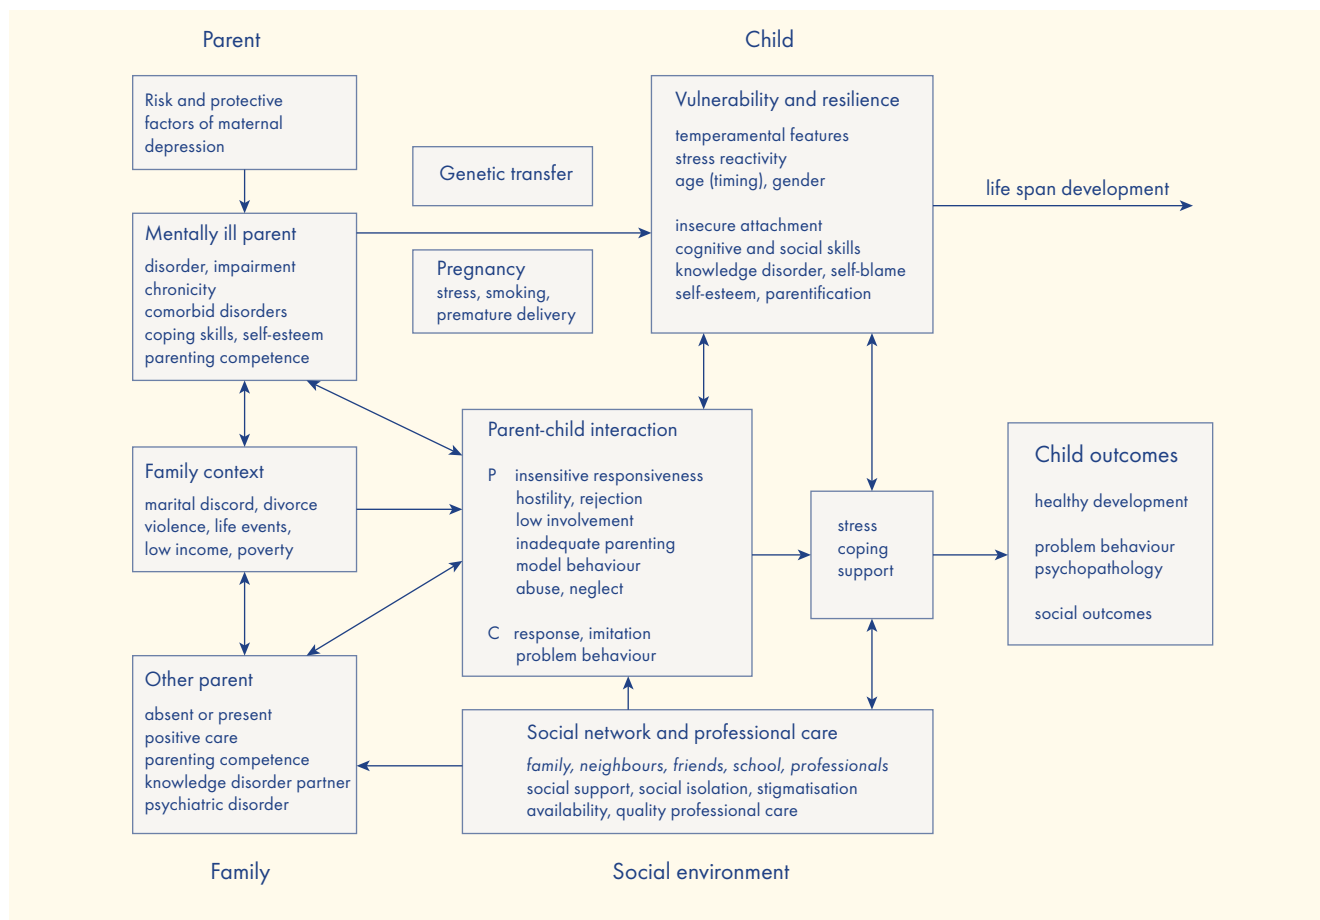 Parent
Child
Risk and protective
factors of maternal
depression
Genetic transfer
Vulnerability and resilience
temperamental features
stress reactivity
age (timing), gender
insecure attachment
cognitive and social skills
knowledge disorder, self-blame
self-esteem, parentification
life span development
Mentally ill parent
disorder, impairment
chronicity
comorbid disorders
coping skills, self-esteem
parenting competence
Pregnancy
stress, smoking,
premature delivery
Family context
marital discord, divorce
violence, life events,
low income, poverty
Parent-child interaction
P insensitive responsiveness
hostility, rejection
low involvement
inadequate parenting
model behaviour
abuse, neglect
C response, imitation
problem behaviour
stress
coping
support
Child outcomes
healthy development
problem behaviour
psychopathology
social outcomes
Other parent
absent or present
positive care
parenting competence
knowledge disorder partner
psychiatric disorder
Social network and professional care
family, neighbours, friends, school, professionals
social support, social isolation, stigmatisation
availability, quality professional care
Family
Social environment